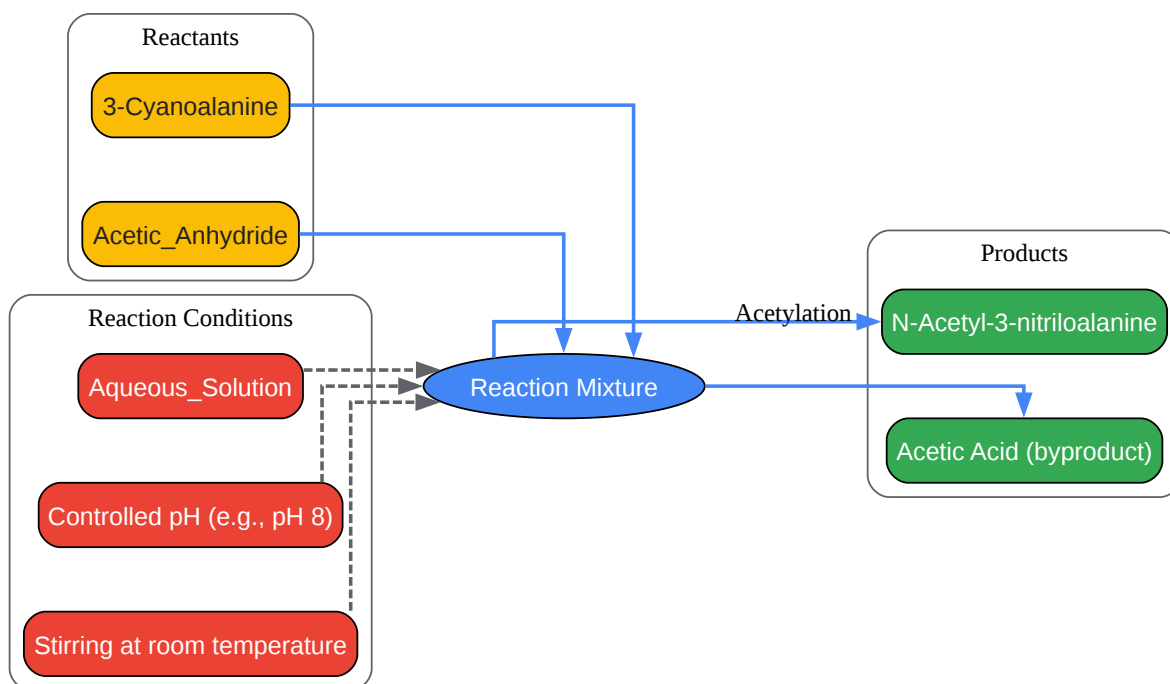 Reactants
3-Cyanoalanine
Acetic_Anhydride
Reaction Conditions
Aqueous_Solution
Controlled pH (e.g., pH 8)
Stirring at room temperature
Reaction Mixture
Acetylation
Products
N-Acetyl-3-nitriloalanine
Acetic Acid (byproduct)